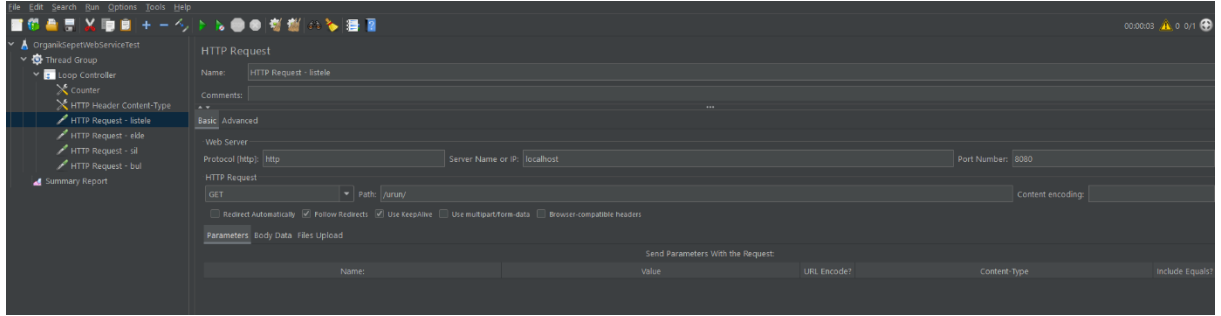 File Edit Search Run Options Tools Help
00:00:03 0 0/1
OrganikSepetWebServiceTest
Thread Group
Loop Controller
Counter
HTTP Header Content-Type
HTTP Request - listele
HTTP Request - elde
HTTP Request - sil
HTTP Request - bul
Summary Report
HTTP Request
Name: HTTP Request - listele
Comments:
Basic Advanced
Web Server
Protocol [http]: http Server Name or IP: localhost Port Number: 8080
HTTP Request
GET Path: /urun/ Content encoding:
Redirect Automatically Follow Redirects Use KeepAlive Use multipart/form-data Browser-compatible headers
Parameters Body Data Files Upload
Send Parameters With the Request:
Name: Value URL Encode? Content-Type Include Equals?